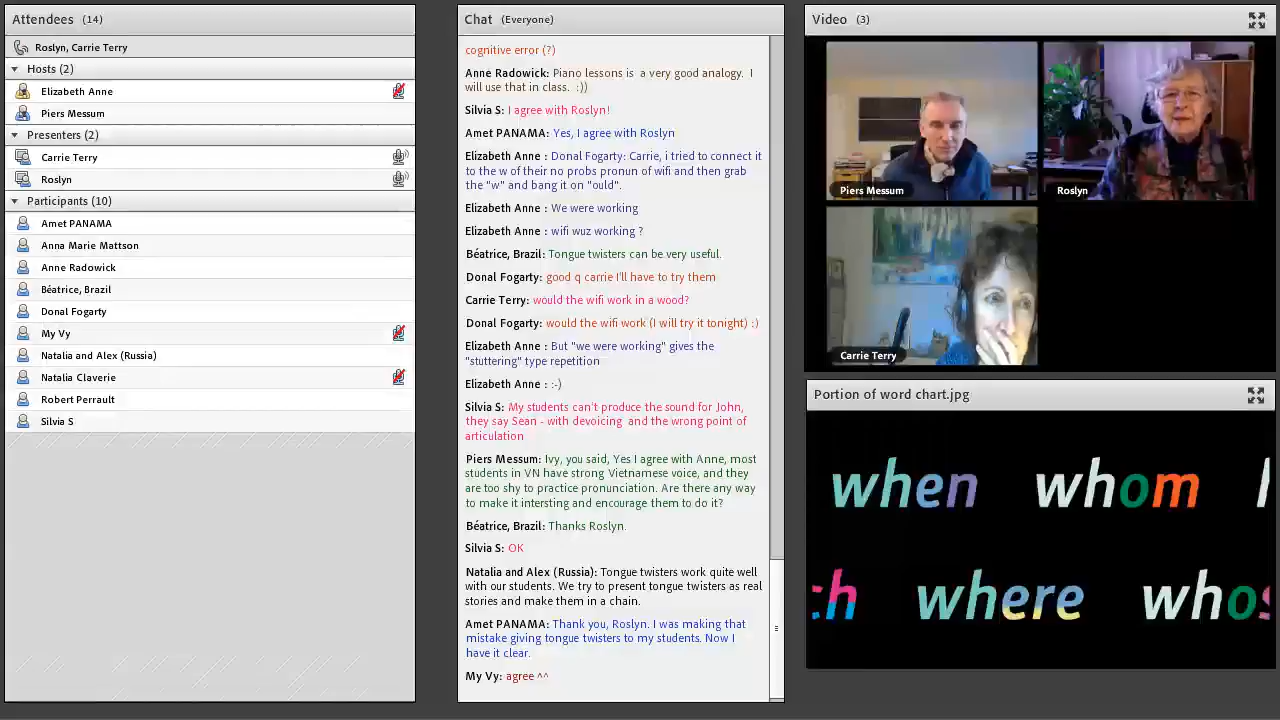 Attendees (14)
Roslyn, Carrie Terry
Hosts (2)
Elizabeth Anne
Piers Messum
Presenters (2)
Carrie Terry
Roslyn
Participants (10)
Amet PANAMA
Anna Marie Mattson
Anne Radowick
Béatrice, Brazil
Donal Fogarty
My Vy
Natalia and Alex (Russia)
Natalia Claverie
Robert Perrault
Silvia S
Chat (Everyone)
cognitive error (?)
Anne Radowick: Piano lessons is a very good analogy. I
will use that in class. :))
Silvia S: I agree with Roslyn!
Amet PANAMA: Yes, I agree with Roslyn
Elizabeth Anne : Donal Fogarty: Carrie, i tried to connect it
to the w of their no probs pronun of wifi and then grab
the "w" and bang it on "ould".
Elizabeth Anne : We were working
Elizabeth Anne : wifi wuz working ?
Béatrice, Brazil: Tongue twisters can be very useful.
Donal Fogarty: good q carrie I'll have to try them
Carrie Terry: would the wifi work in a wood?
Donal Fogarty: would the wifi work (I will try it tonight) :)
Elizabeth Anne : But "we were working" gives the
"stuttering" type repetition
Elizabeth Anne : :-)
Silvia S: My students can't produce the sound for John,
they say Sean - with devoicing and the wrong point of
articulation
Piers Messum: Ivy, you said, Yes I agree with Anne, most
students in VN have strong Vietnamese voice, and they
are too shy to practice pronunciation. Are there any way
to make it intersting and encourage them to do it?
Béatrice, Brazil: Thanks Roslyn.
Silvia S: OK
Natalia and Alex (Russia): Tongue twisters work quite well
with our students. We try to present tongue twisters as real
stories and make them in a chain.
Amet PANAMA: Thank you, Roslyn. I was making that
mistake giving tongue twisters to my students. Now I
have it clear.
My Vy: agree ^^
Video (3)
Piers Messum
Roslyn
Carrie Terry
Portion of word chart.jpg
when whom
ch where whos